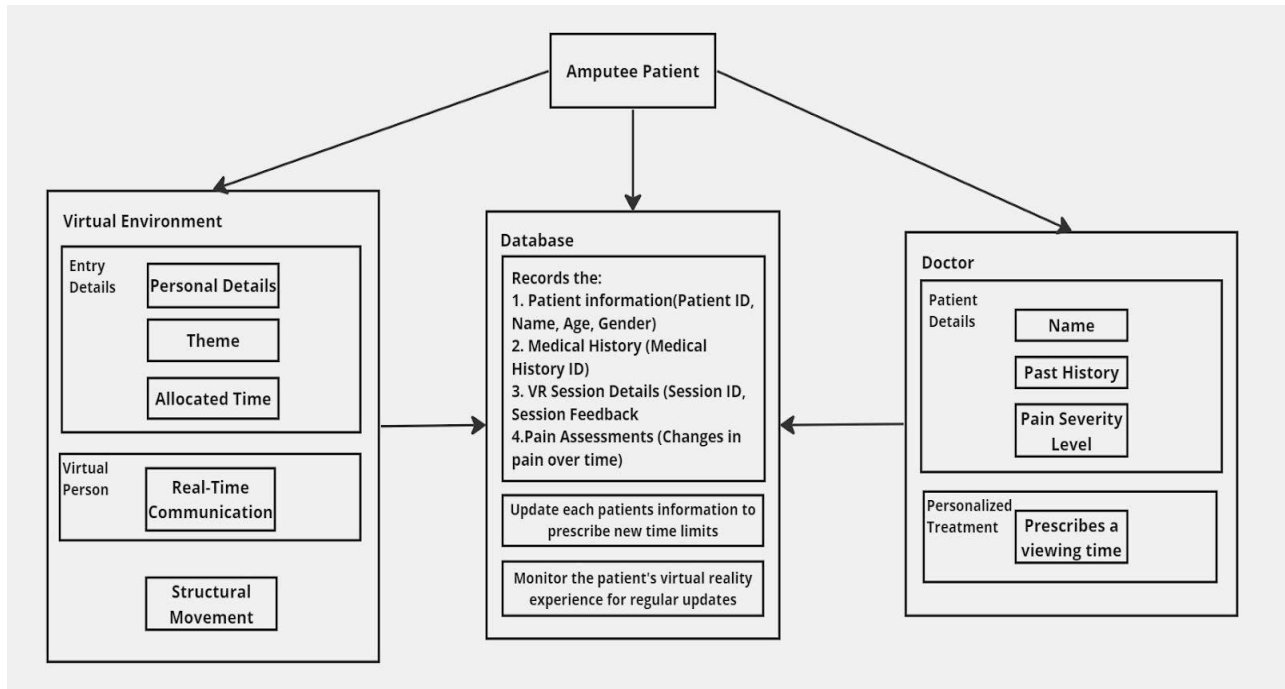 Amputee Patient
Virtual Environment
Entry
Details
Personal Details
Theme
Allocated Time
Virtual
Person
Real-Time
Communication
Structural
Movement
Database
Records the:
1. Patient information(Patient ID,
Name, Age, Gender)
2. Medical History (Medical
History ID)
3. VR Session Details (Session ID,
Session Feedback
4.Pain Assessments (Changes in
pain over time)
Update each patients information to
prescribe new time limits
Monitor the patient's virtual reality
experience for regular updates
Doctor
Patient
Details
Name
Past History
Pain Severity
Level
Personalized
Treatment
Prescribes a
viewing time